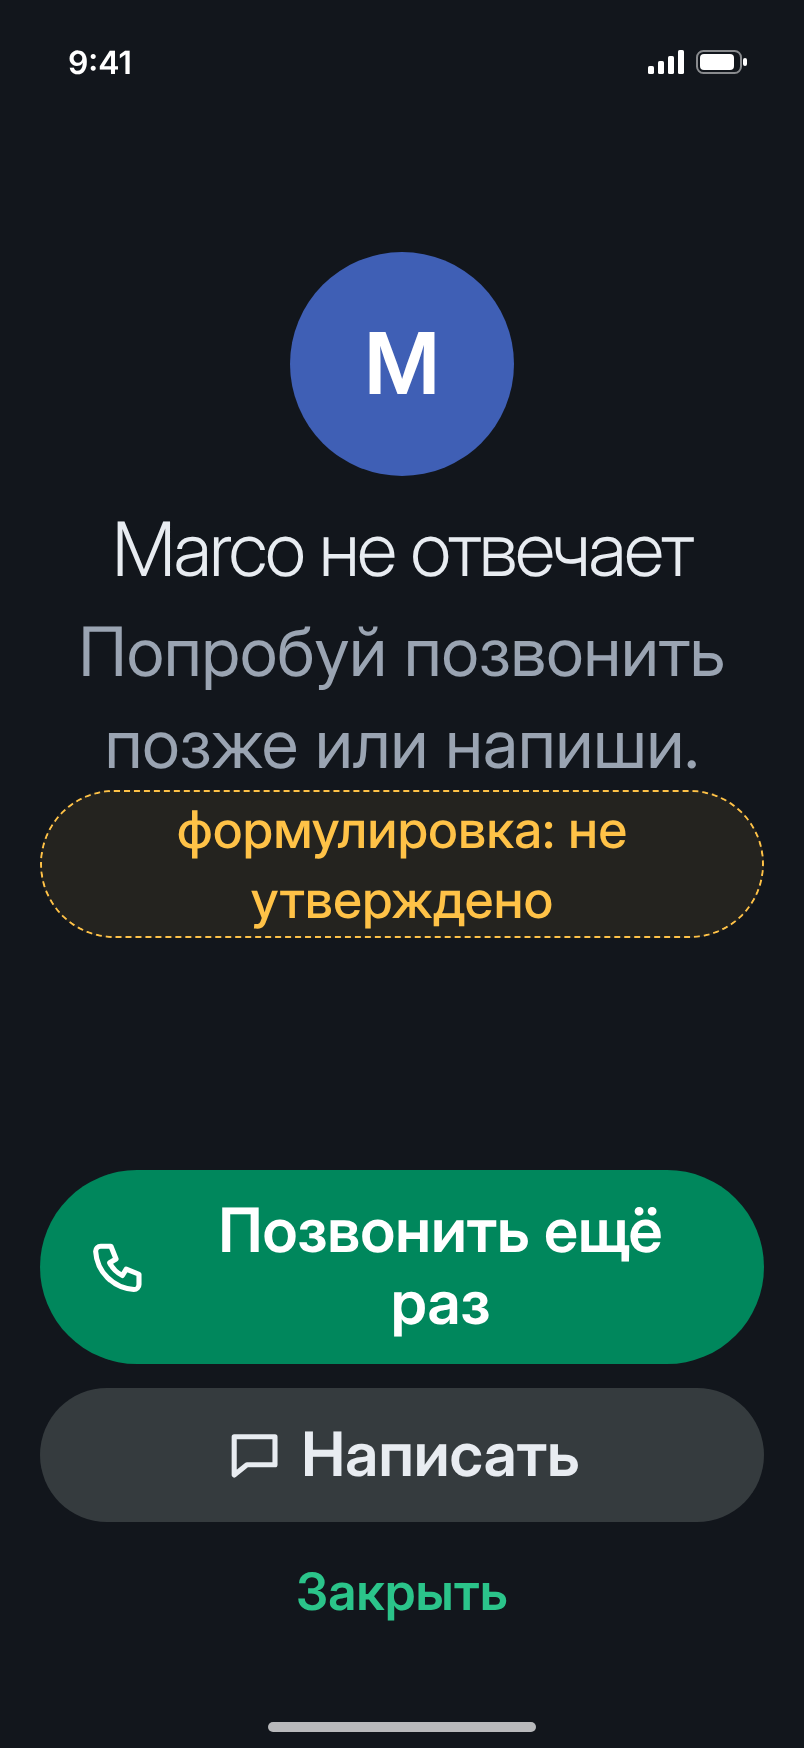 9:41
M
Marco не отвечает
Попробуй позвонить
позже или напиши.
формулировка: не
утверждено
Позвонить ещё
раз
Написать
Закрыть